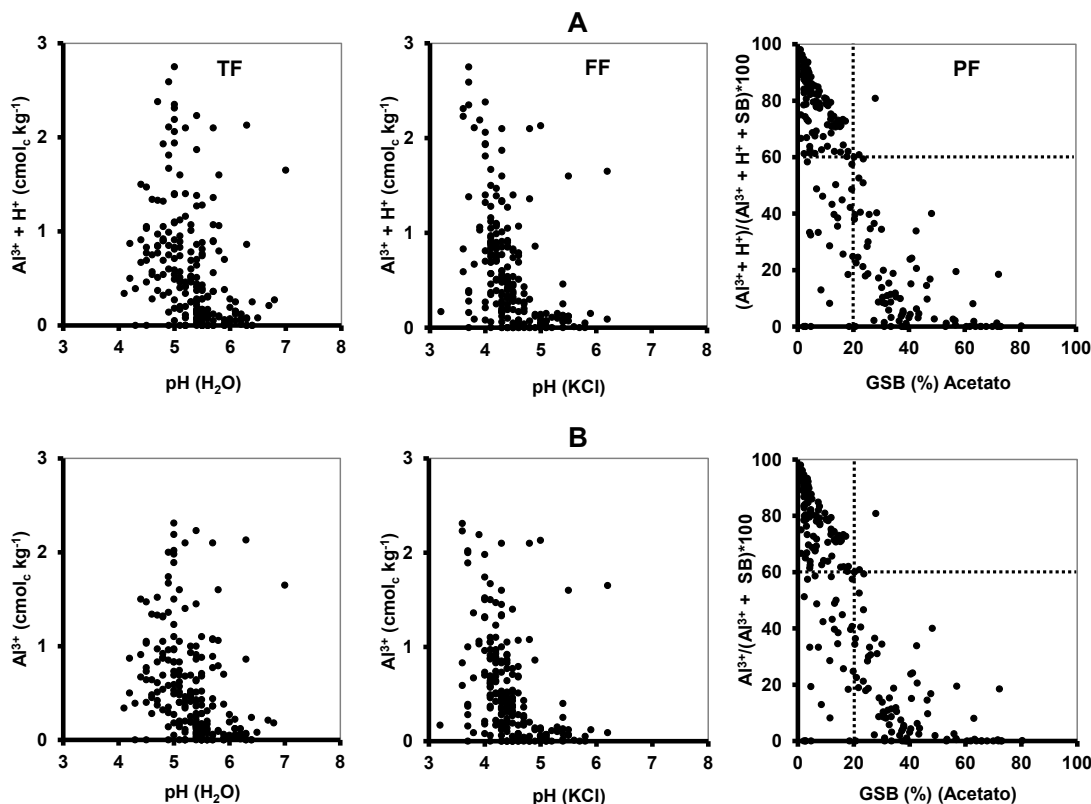 A
3
2
1
0
3 4 5 6 7 8
TF
Al³⁺ + H⁺ (cmol꜀ kg⁻¹)
pH (H₂O)
3
2
1
0
3 4 5 6 7 8
FF
Al³⁺ + H⁺ (cmol꜀ kg⁻¹)
pH (KCl)
100
80
60
40
20
0
0 20 40 60 80 100
PF
(Al³⁺ + H⁺)/(Al³⁺ + H⁺ + SB)*100
GSB (%) Acetato
B
3
2
1
0
3 4 5 6 7 8
Al³⁺ (cmol꜀ kg⁻¹)
pH (H₂O)
3
2
1
0
3 4 5 6 7 8
Al³⁺ (cmol꜀ kg⁻¹)
pH (KCl)
100
80
60
40
20
0
0 20 40 60 80 100
Al³⁺/(Al³⁺ + SB)*100
GSB (%) (Acetato)